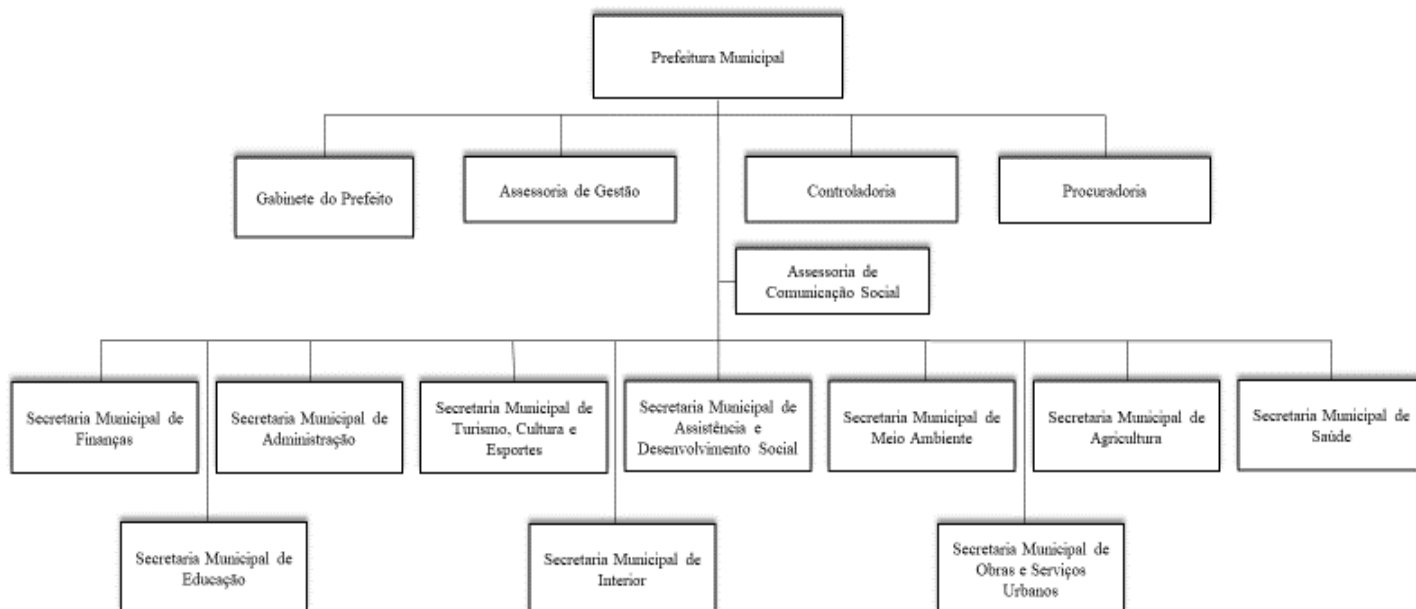 Prefeitura Municipal
Gabinete do Prefeito
Assessoria de Gestão
Controladoria
Procuradoria
Assessoria de
Comunicação Social
Secretaria Municipal de
Finanças
Secretaria Municipal de
Administração
Secretaria Municipal de
Turismo, Cultura e
Esportes
Secretaria Municipal de
Assistência e
Desenvolvimento Social
Secretaria Municipal de
Meio Ambiente
Secretaria Municipal de
Agricultura
Secretaria Municipal de
Saúde
Secretaria Municipal de
Educação
Secretaria Municipal de
Interior
Secretaria Municipal de
Obras e Serviços
Urbanos